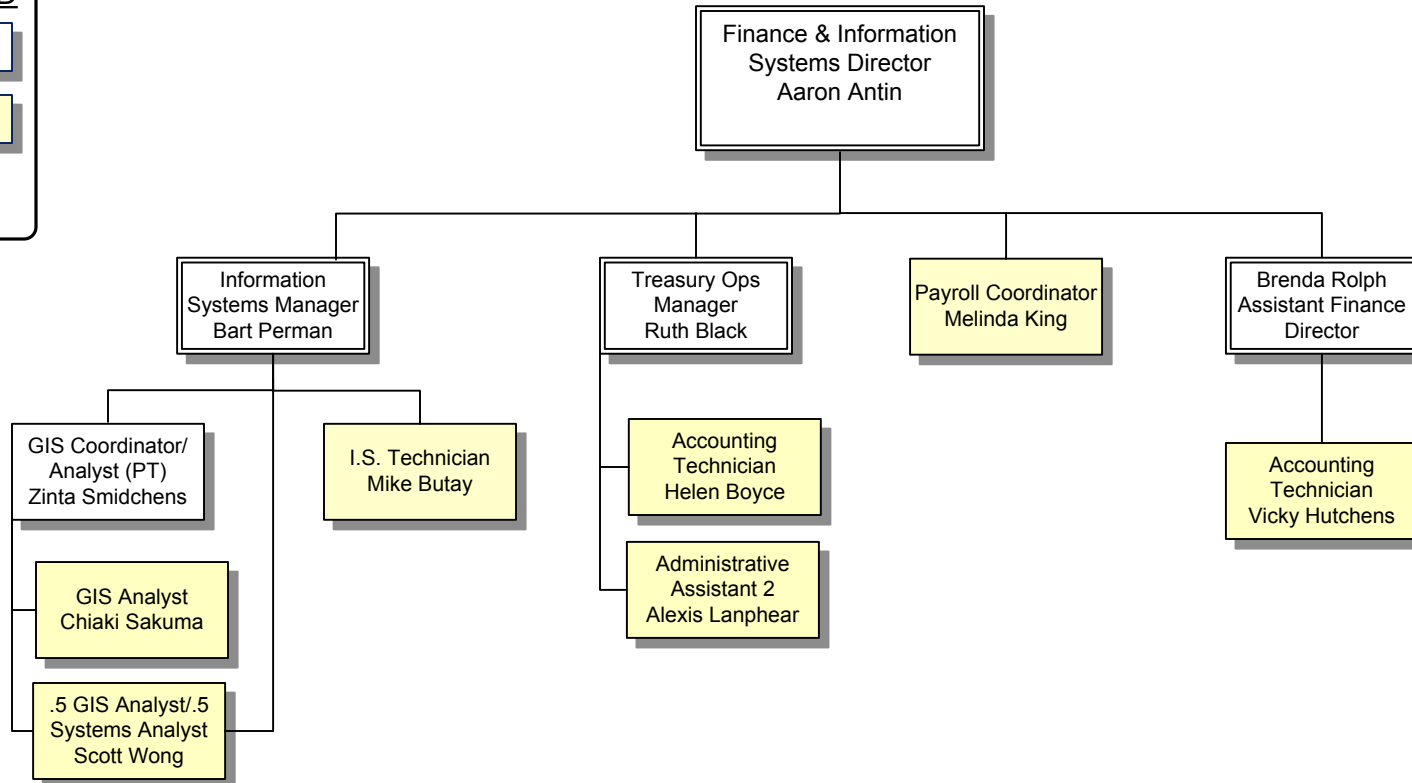 Finance & Information
Systems Director
Aaron Antin
Information
Systems Manager
Bart Perman
Treasury Ops
Manager
Ruth Black
Payroll Coordinator
Melinda King
Brenda Rolph
Assistant Finance
Director
GIS Coordinator/
Analyst (PT)
Zinta Smidchens
I.S. Technician
Mike Butay
Accounting
Technician
Helen Boyce
Accounting
Technician
Vicky Hutchens
Administrative
Assistant 2
Alexis Lanphear
GIS Analyst
Chiaki Sakuma
.5 GIS Analyst/.5
Systems Analyst
Scott Wong